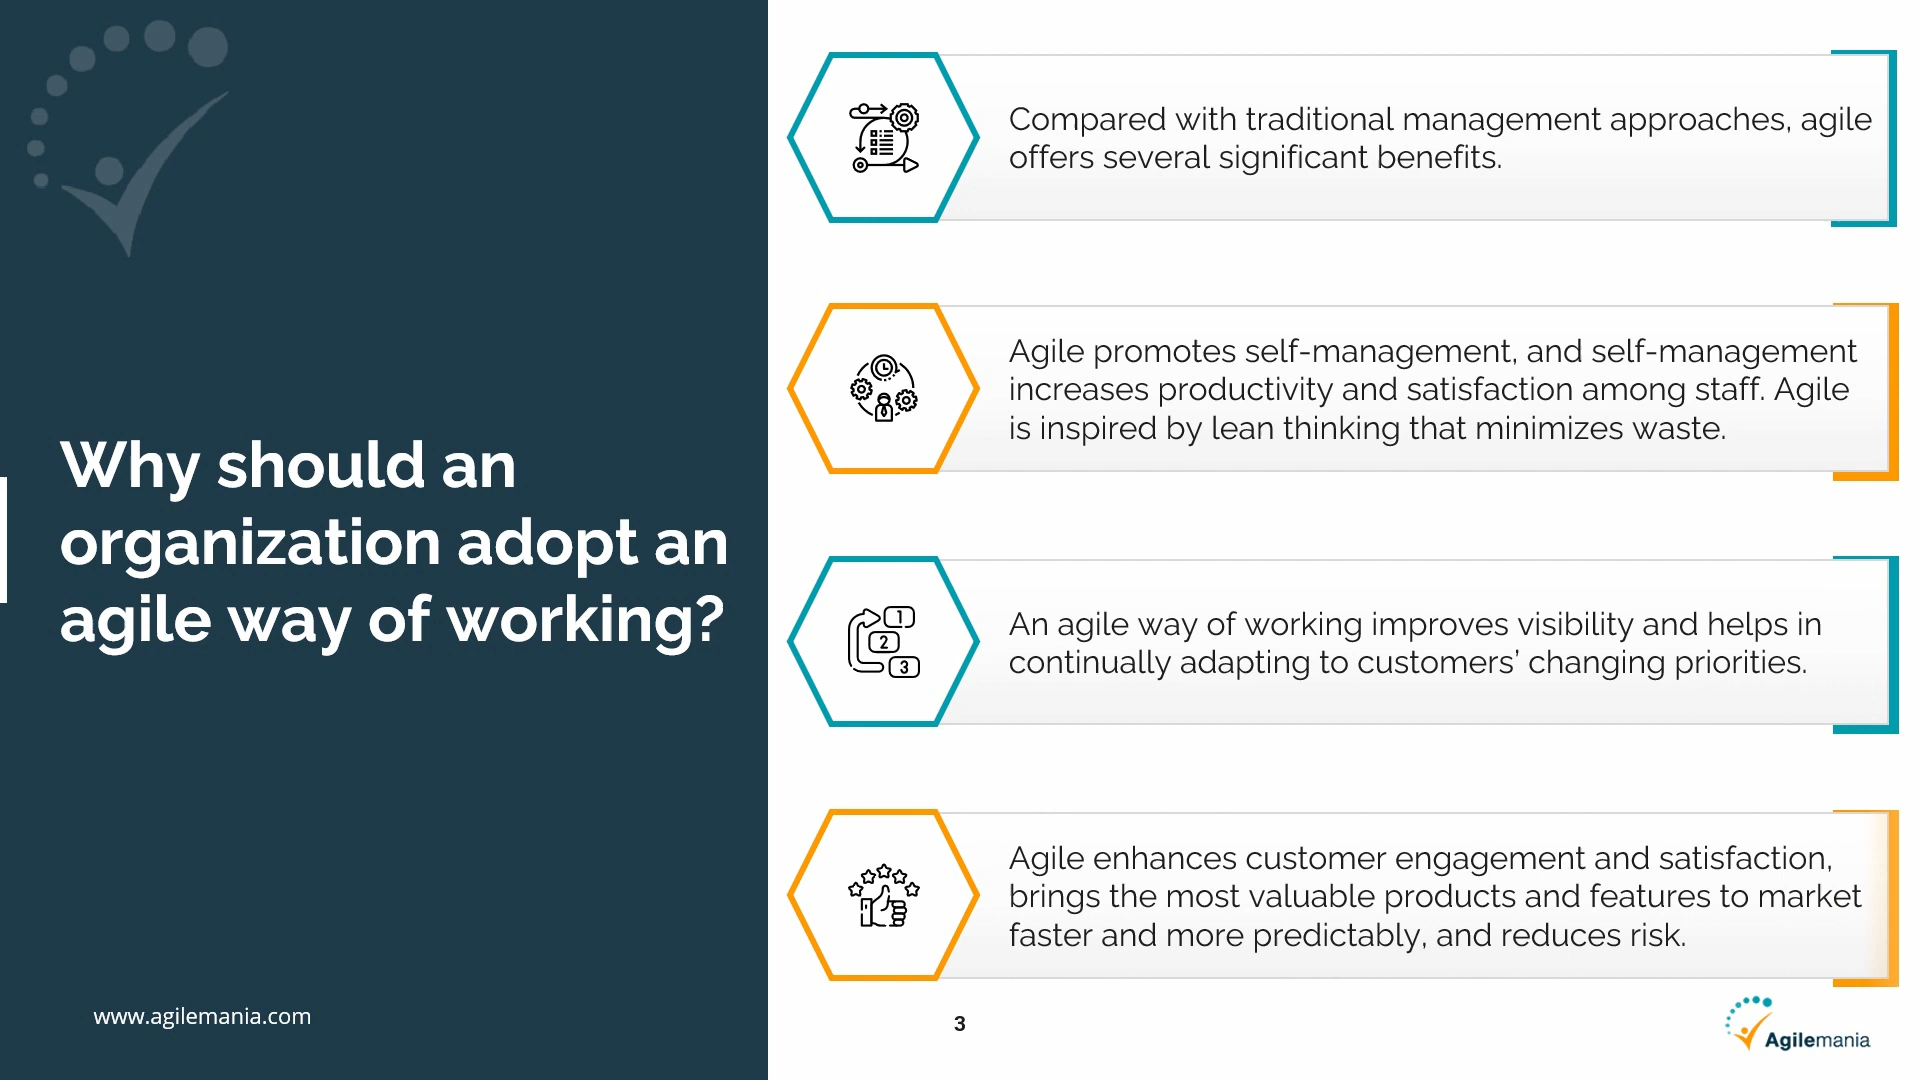 Why should an
organization adopt an
agile way of working?
www.agilemania.com
Compared with traditional management approaches, agile
offers several significant benefits.
Agile promotes self-management, and self-management
increases productivity and satisfaction among staff. Agile
is inspired by lean thinking that minimizes waste.
1
2
3
An agile way of working improves visibility and helps in
continually adapting to customers’ changing priorities.
Agile enhances customer engagement and satisfaction,
brings the most valuable products and features to market
faster and more predictably, and reduces risk.
3
Agilemania